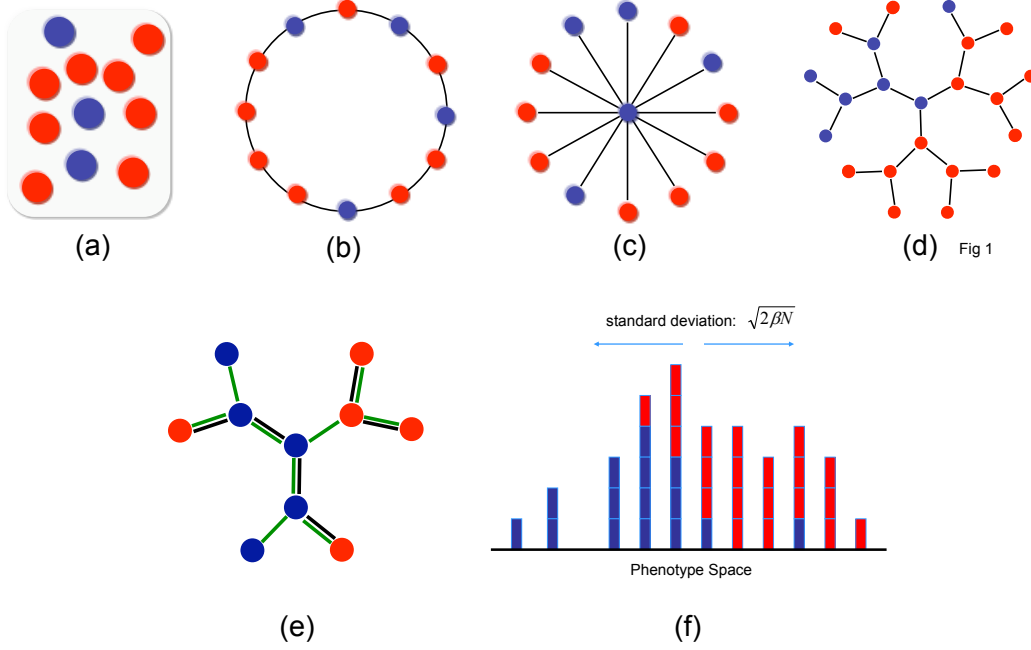 (a)
(b)
(c)
(d)
Fig 1
standard deviation: √2βN
Phenotype Space
(e)
(f)